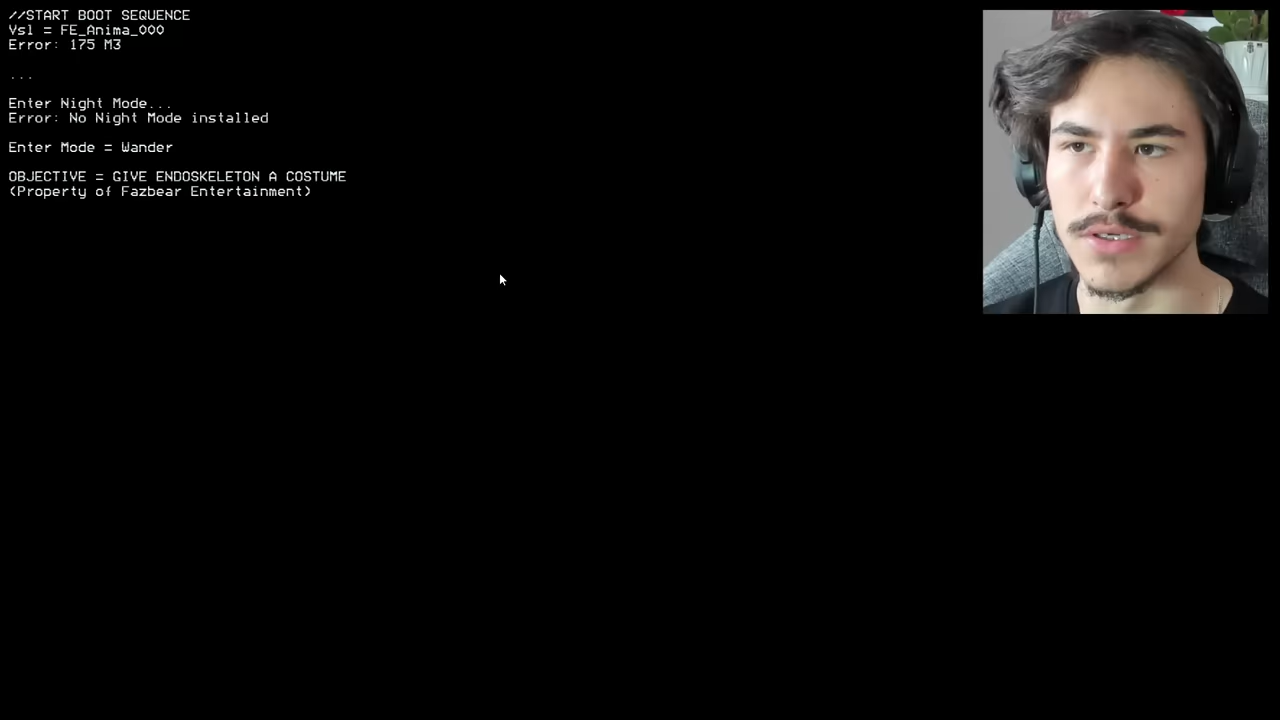 //START BOOT SEQUENCE
Vsl = FE_Anima_000
Error: 175 M3
...
Enter Night Mode...
Error: No Night Mode installed
Enter Mode = Wander
OBJECTIVE = GIVE ENDOSKELETON A COSTUME
(Property of Fazbear Entertainment)